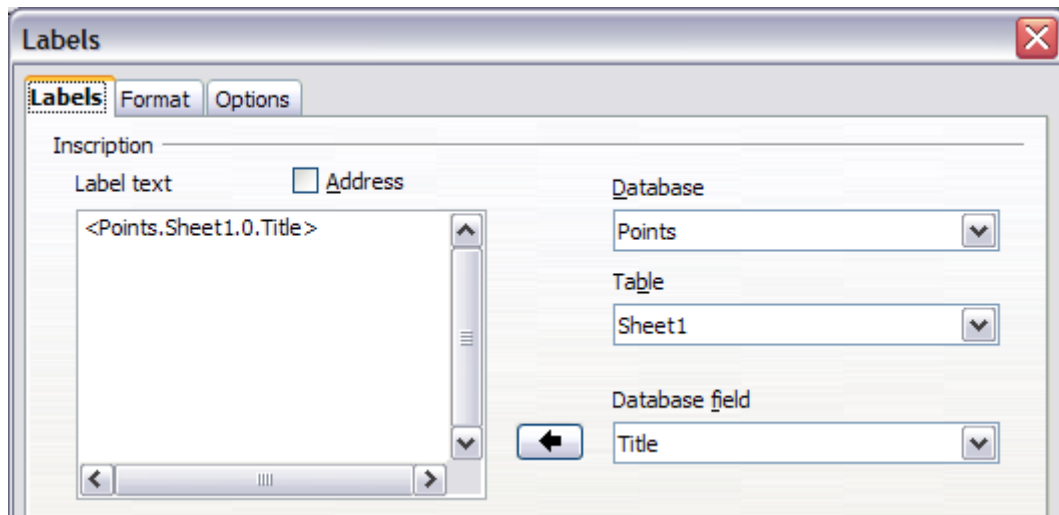 Labels
Labels Format Options
Inscription
Label text
Address
<Points.Sheet1.0.Title>
Database
Points
Table
Sheet1
Database field
Title